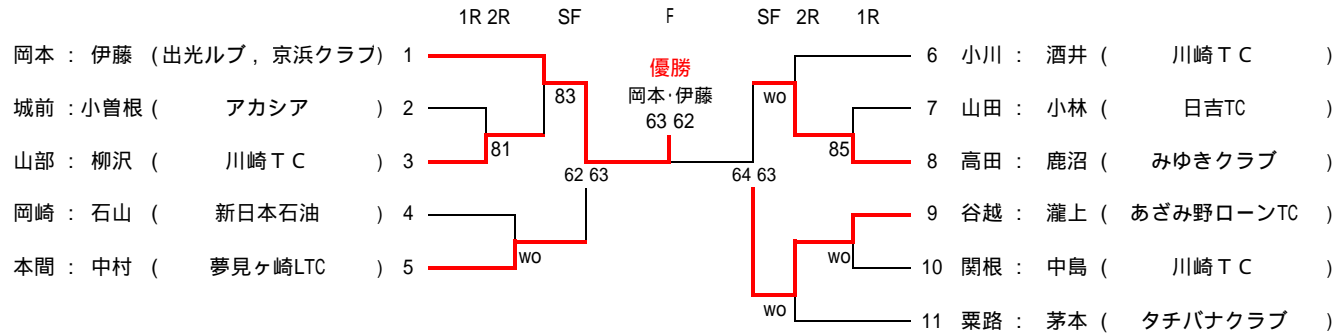 1R 2R SF F SF 2R 1R
岡本 : 伊藤 (出光ルブ, 京浜クラブ) 1
城前 : 小曽根 ( アカシア ) 2
山部 : 柳沢 ( 川崎TC ) 3
岡崎 : 石山 ( 新日本石油 ) 4
本間 : 中村 ( 夢見ヶ崎LTC ) 5
83
81
62 63
wo
優勝
岡本・伊藤
63 62
wo
85
64 63
wo
wo
6 小川 : 酒井 ( 川崎TC )
7 山田 : 小林 ( 日吉TC )
8 高田 : 鹿沼 ( みゆきクラブ )
9 谷越 : 瀧上 ( あざみ野ローンTC )
10 関根 : 中島 ( 川崎TC )
11 粟路 : 茅本 ( タチバナクラブ )